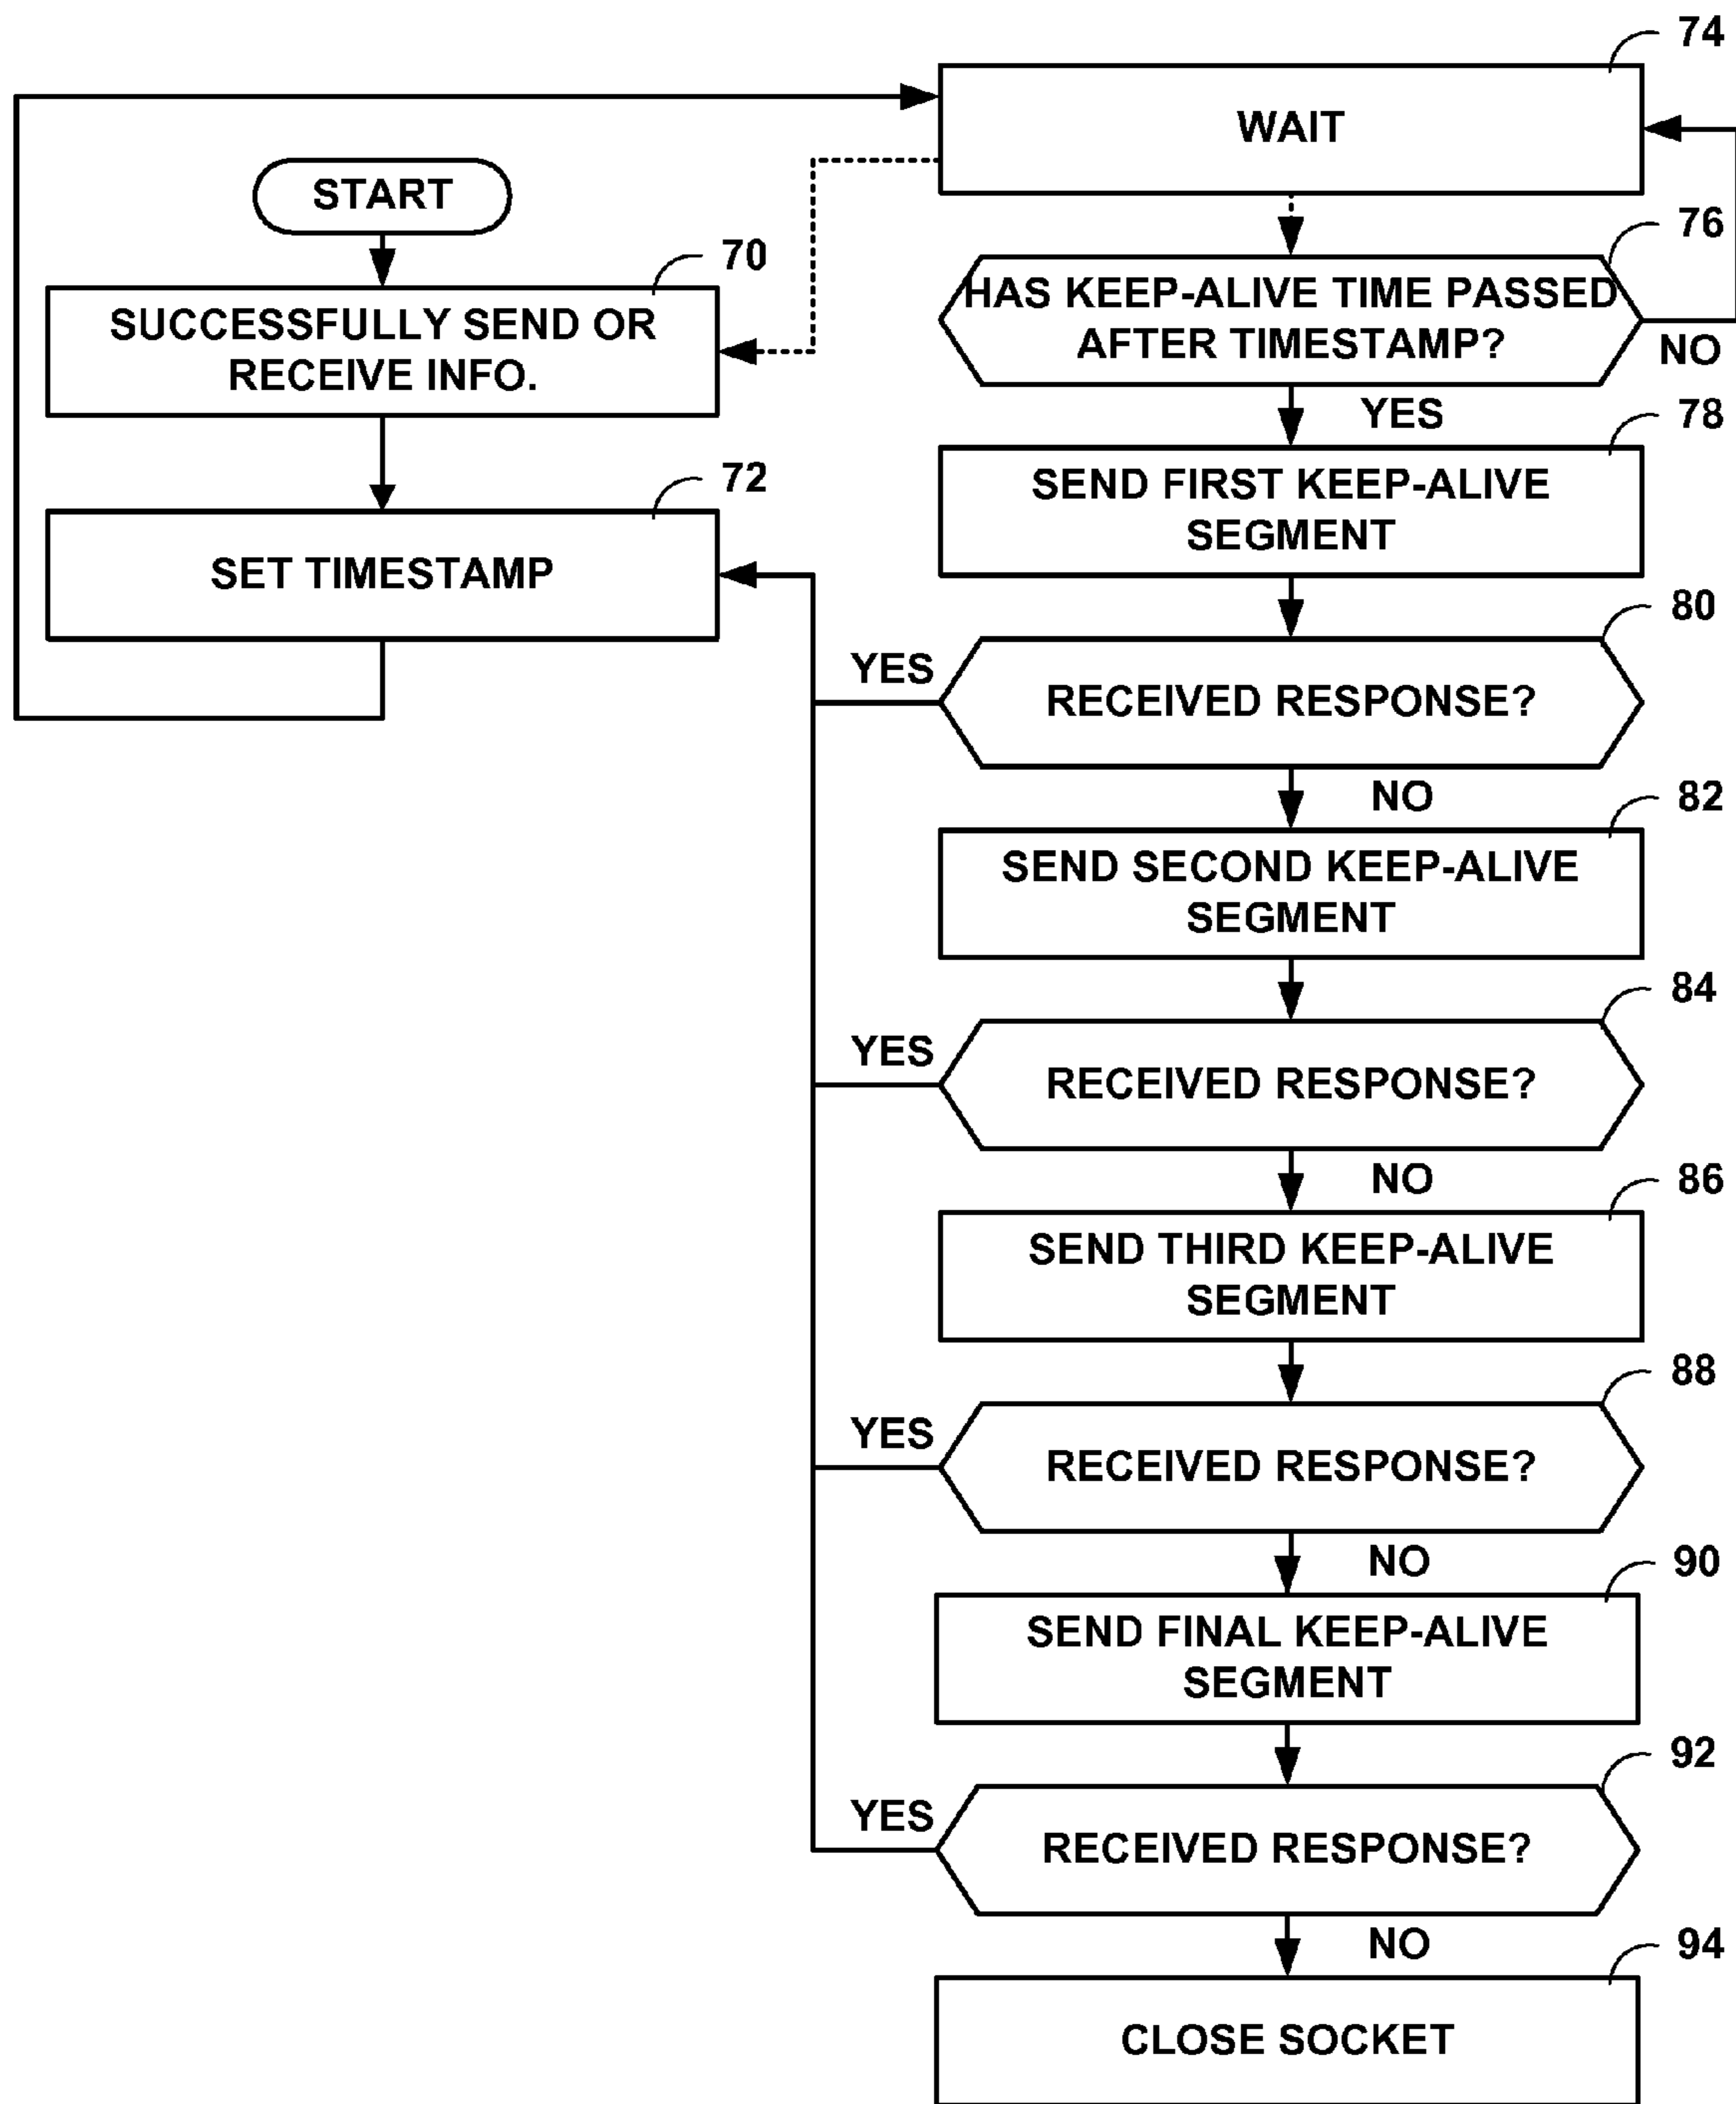 74
WAIT
START
76
70
HAS KEEP-ALIVE TIME PASSED
AFTER TIMESTAMP?
NO
SUCCESSFULLY SEND OR
RECEIVE INFO.
YES
78
72
SEND FIRST KEEP-ALIVE
SEGMENT
SET TIMESTAMP
80
YES
RECEIVED RESPONSE?
NO
82
SEND SECOND KEEP-ALIVE
SEGMENT
84
YES
RECEIVED RESPONSE?
NO
86
SEND THIRD KEEP-ALIVE
SEGMENT
88
YES
RECEIVED RESPONSE?
NO
90
SEND FINAL KEEP-ALIVE
SEGMENT
92
YES
RECEIVED RESPONSE?
NO
94
CLOSE SOCKET